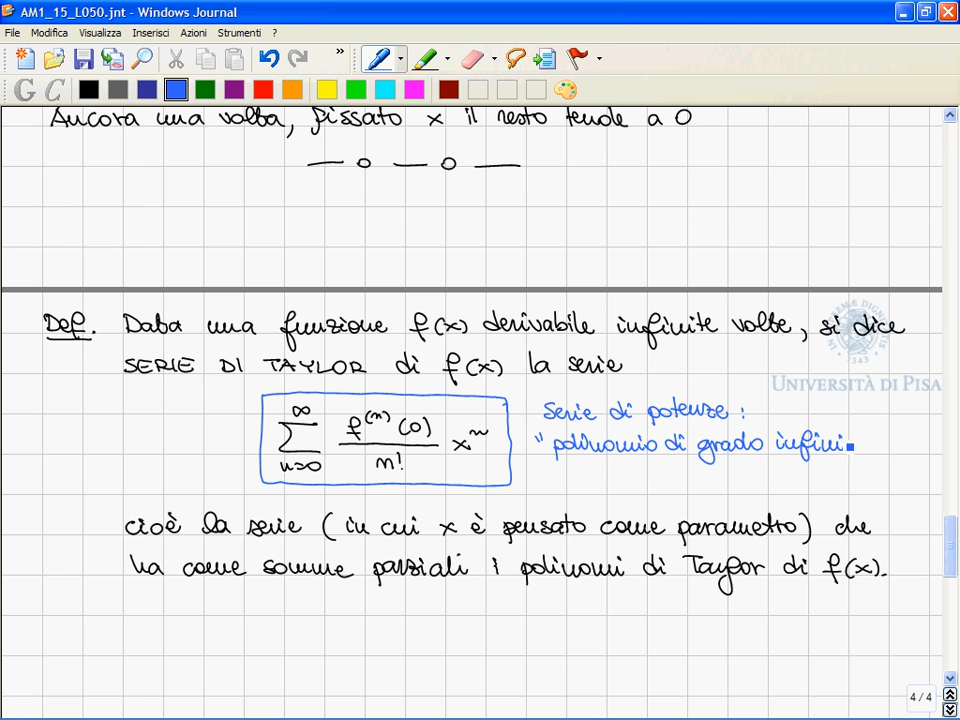 AM1_15_L050.jnt - Windows Journal
File Modifica Visualizza Inserisci Azioni Strumenti ?
»
G C
Ancora una volta, fissato x il resto tende a 0
— o — o —
Def. Data una funzione f(x) derivabile infinite volte, si dice
SERIE DI TAYLOR di f(x) la serie
∞ ∑ n=0 f^(n)(0) / n! x^n
Serie di potenze:
"polinomio di grado infini
cioè la serie (in cui x è pensato come parametro) che
ha come somme parziali i polinomi di Taylor di f(x).
UNIVERSITÀ DI PISA
4 / 4